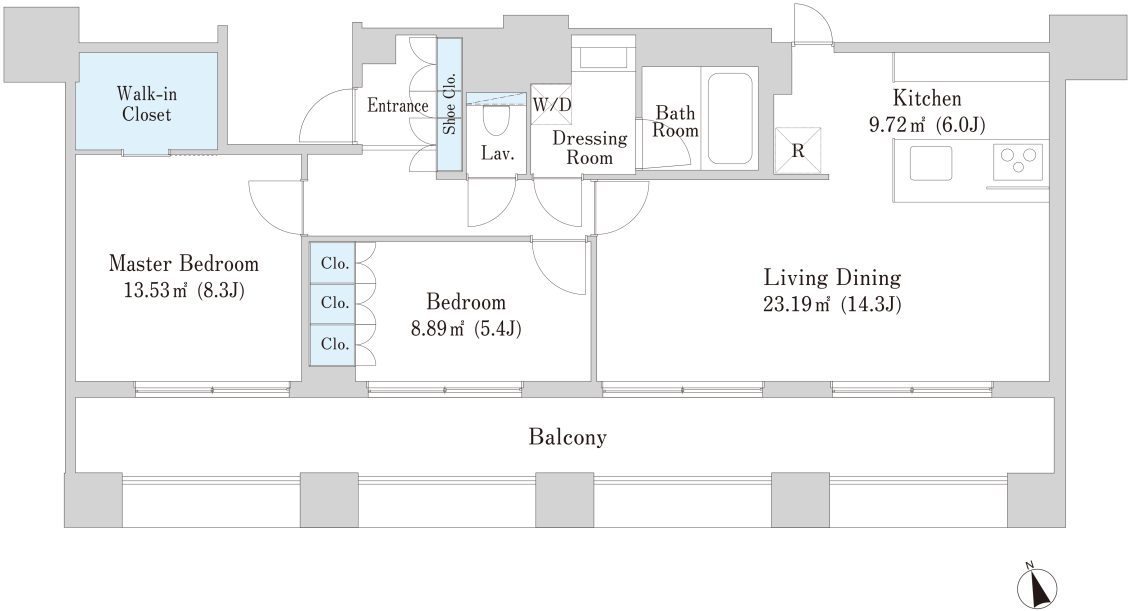 Walk-in
Closet
Entrance
Shoe Clo.
Lav.
W/D
Dressing
Room
Bath
Room
R
Kitchen
9.72㎡ (6.0J)
Master Bedroom
13.53㎡ (8.3J)
Clo.
Clo.
Clo.
Bedroom
8.89㎡ (5.4J)
Living Dining
23.19㎡ (14.3J)
Balcony
N